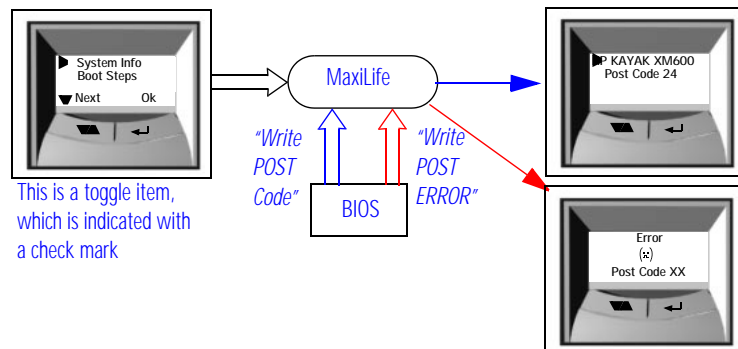 System Info
Boot Steps
Next Ok
This is a toggle item,
which is indicated with
a check mark
MaxiLife
"Write
POST
Code"
"Write
POST
ERROR"
BIOS
P KAYAK XM600
Post Code 24
Error
Post Code XX